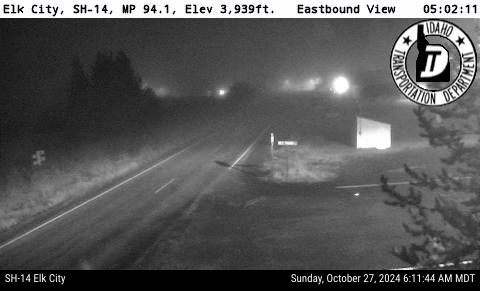 Elk City, SH-14, MP 94.1, Elev 3,939ft. Eastbound View 05:02:11
IDAHO
TRANSPORTATION DEPARTMENT
SH-14 Elk City Sunday, October 27, 2024 6:11:44 AM MDT